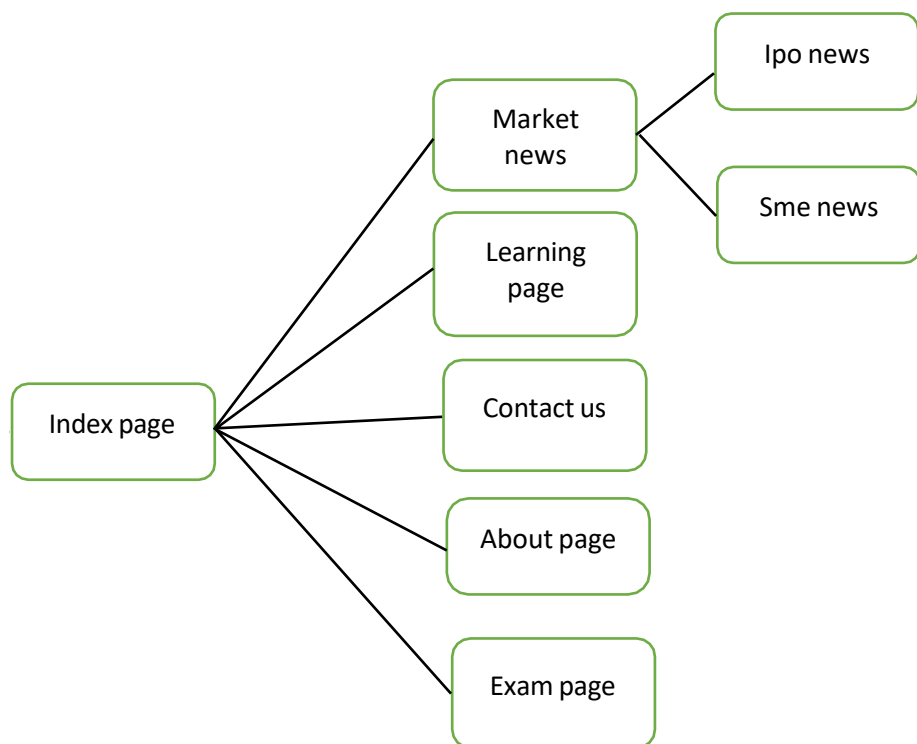 Ipo news
Market
news
Sme news
Learning
page
Index page
Contact us
About page
Exam page